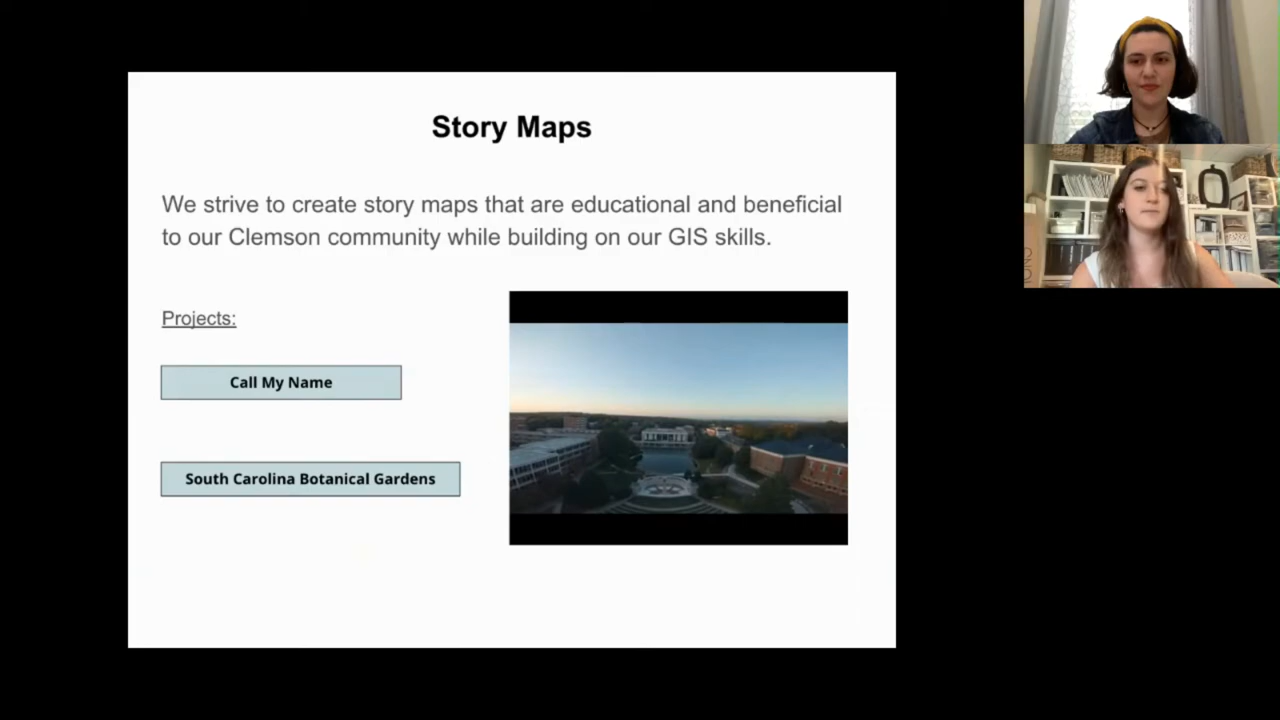 Story Maps
We strive to create story maps that are educational and beneficial
to our Clemson community while building on our GIS skills.
Projects:
Call My Name
South Carolina Botanical Gardens